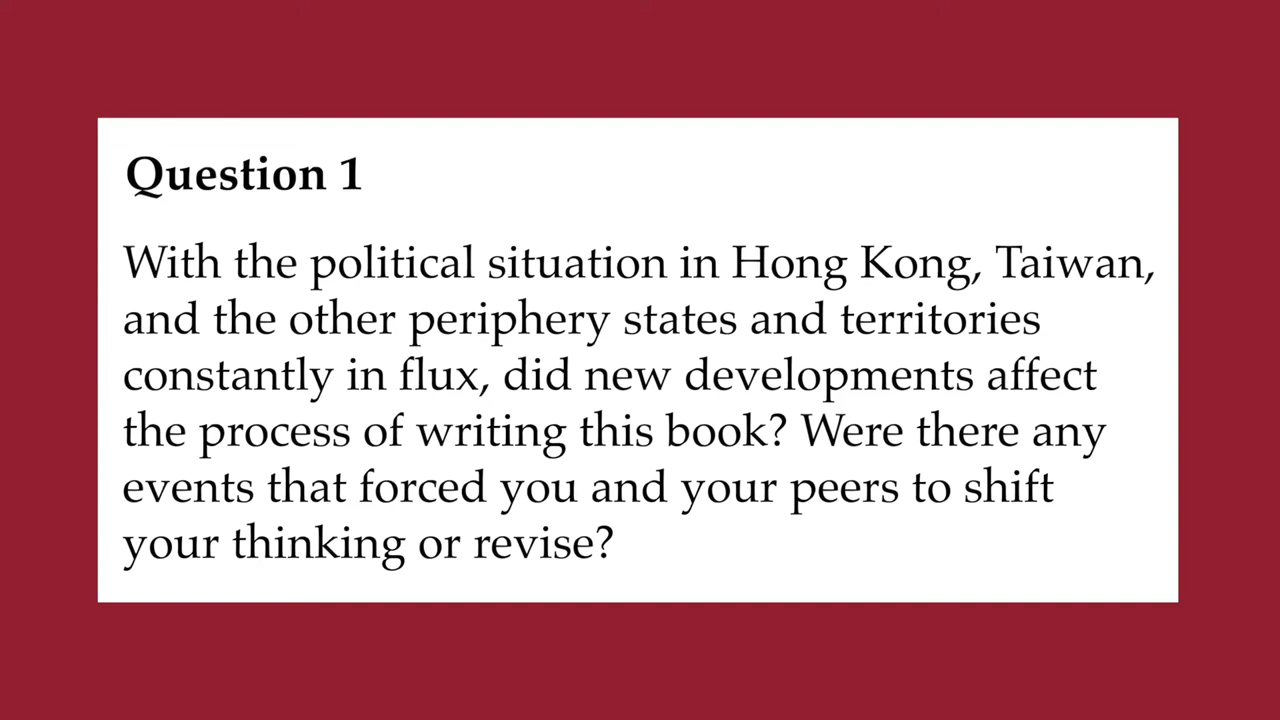 Question 1
With the political situation in Hong Kong, Taiwan,
and the other periphery states and territories
constantly in flux, did new developments affect
the process of writing this book? Were there any
events that forced you and your peers to shift
your thinking or revise?